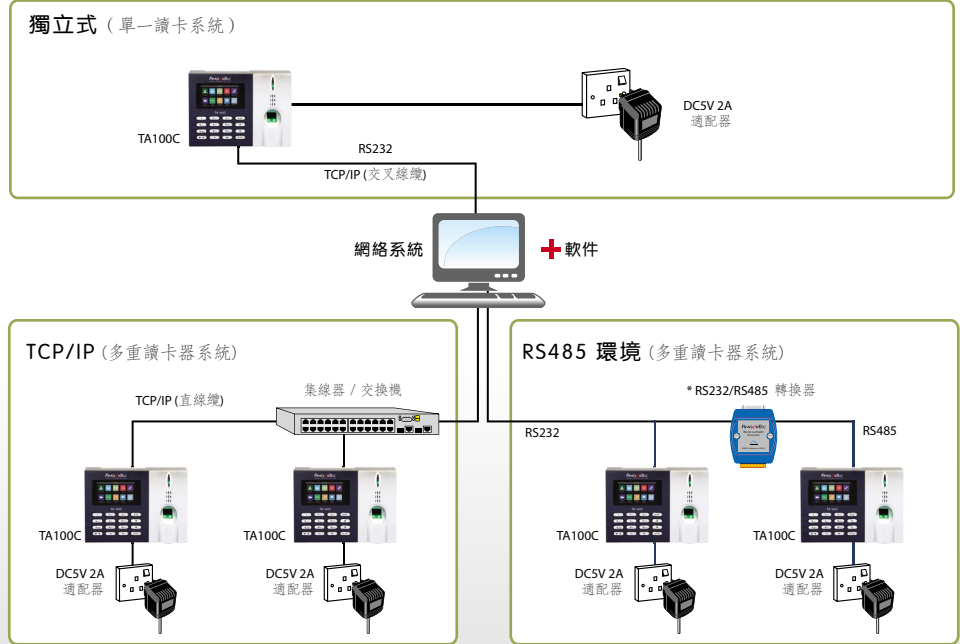 獨立式 (單一讀卡系統)
TA100C
DC5V 2A
適配器
RS232
TCP/IP (交叉線纜)
網絡系統
軟件
TCP/IP (多重讀卡器系統)
集線器 / 交換機
TCP/IP (直線纜)
TA100C
TA100C
DC5V 2A
適配器
DC5V 2A
適配器
RS485 環境 (多重讀卡器系統)
* RS232/RS485 轉換器
RS232
RS485
TA100C
TA100C
DC5V 2A
適配器
DC5V 2A
適配器